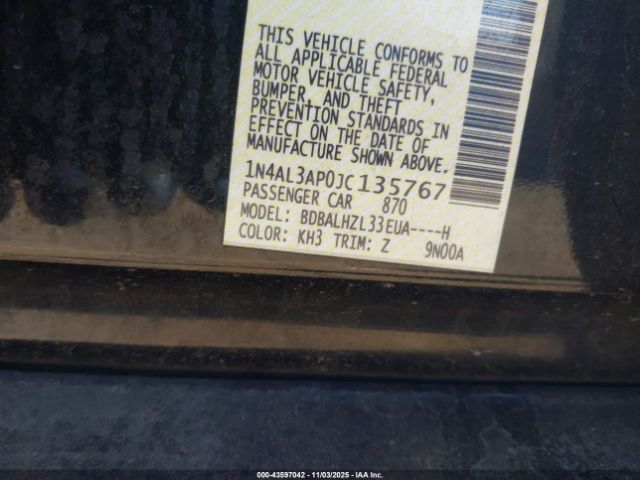 THIS VEHICLE CONFORMS TO
ALL APPLICABLE FEDERAL
MOTOR VEHICLE SAFETY,
BUMPER, AND THEFT
PREVENTION STANDARDS IN
EFFECT ON THE DATE OF
MANUFACTURE SHOWN ABOVE.
1N4AL3AP0JC135767
PASSENGER CAR 870
MODEL: BDBALHZL33EUA----H
COLOR: KH3 TRIM: Z 9N00A
000-43597042 | 11/03/2025 | IAA Inc.